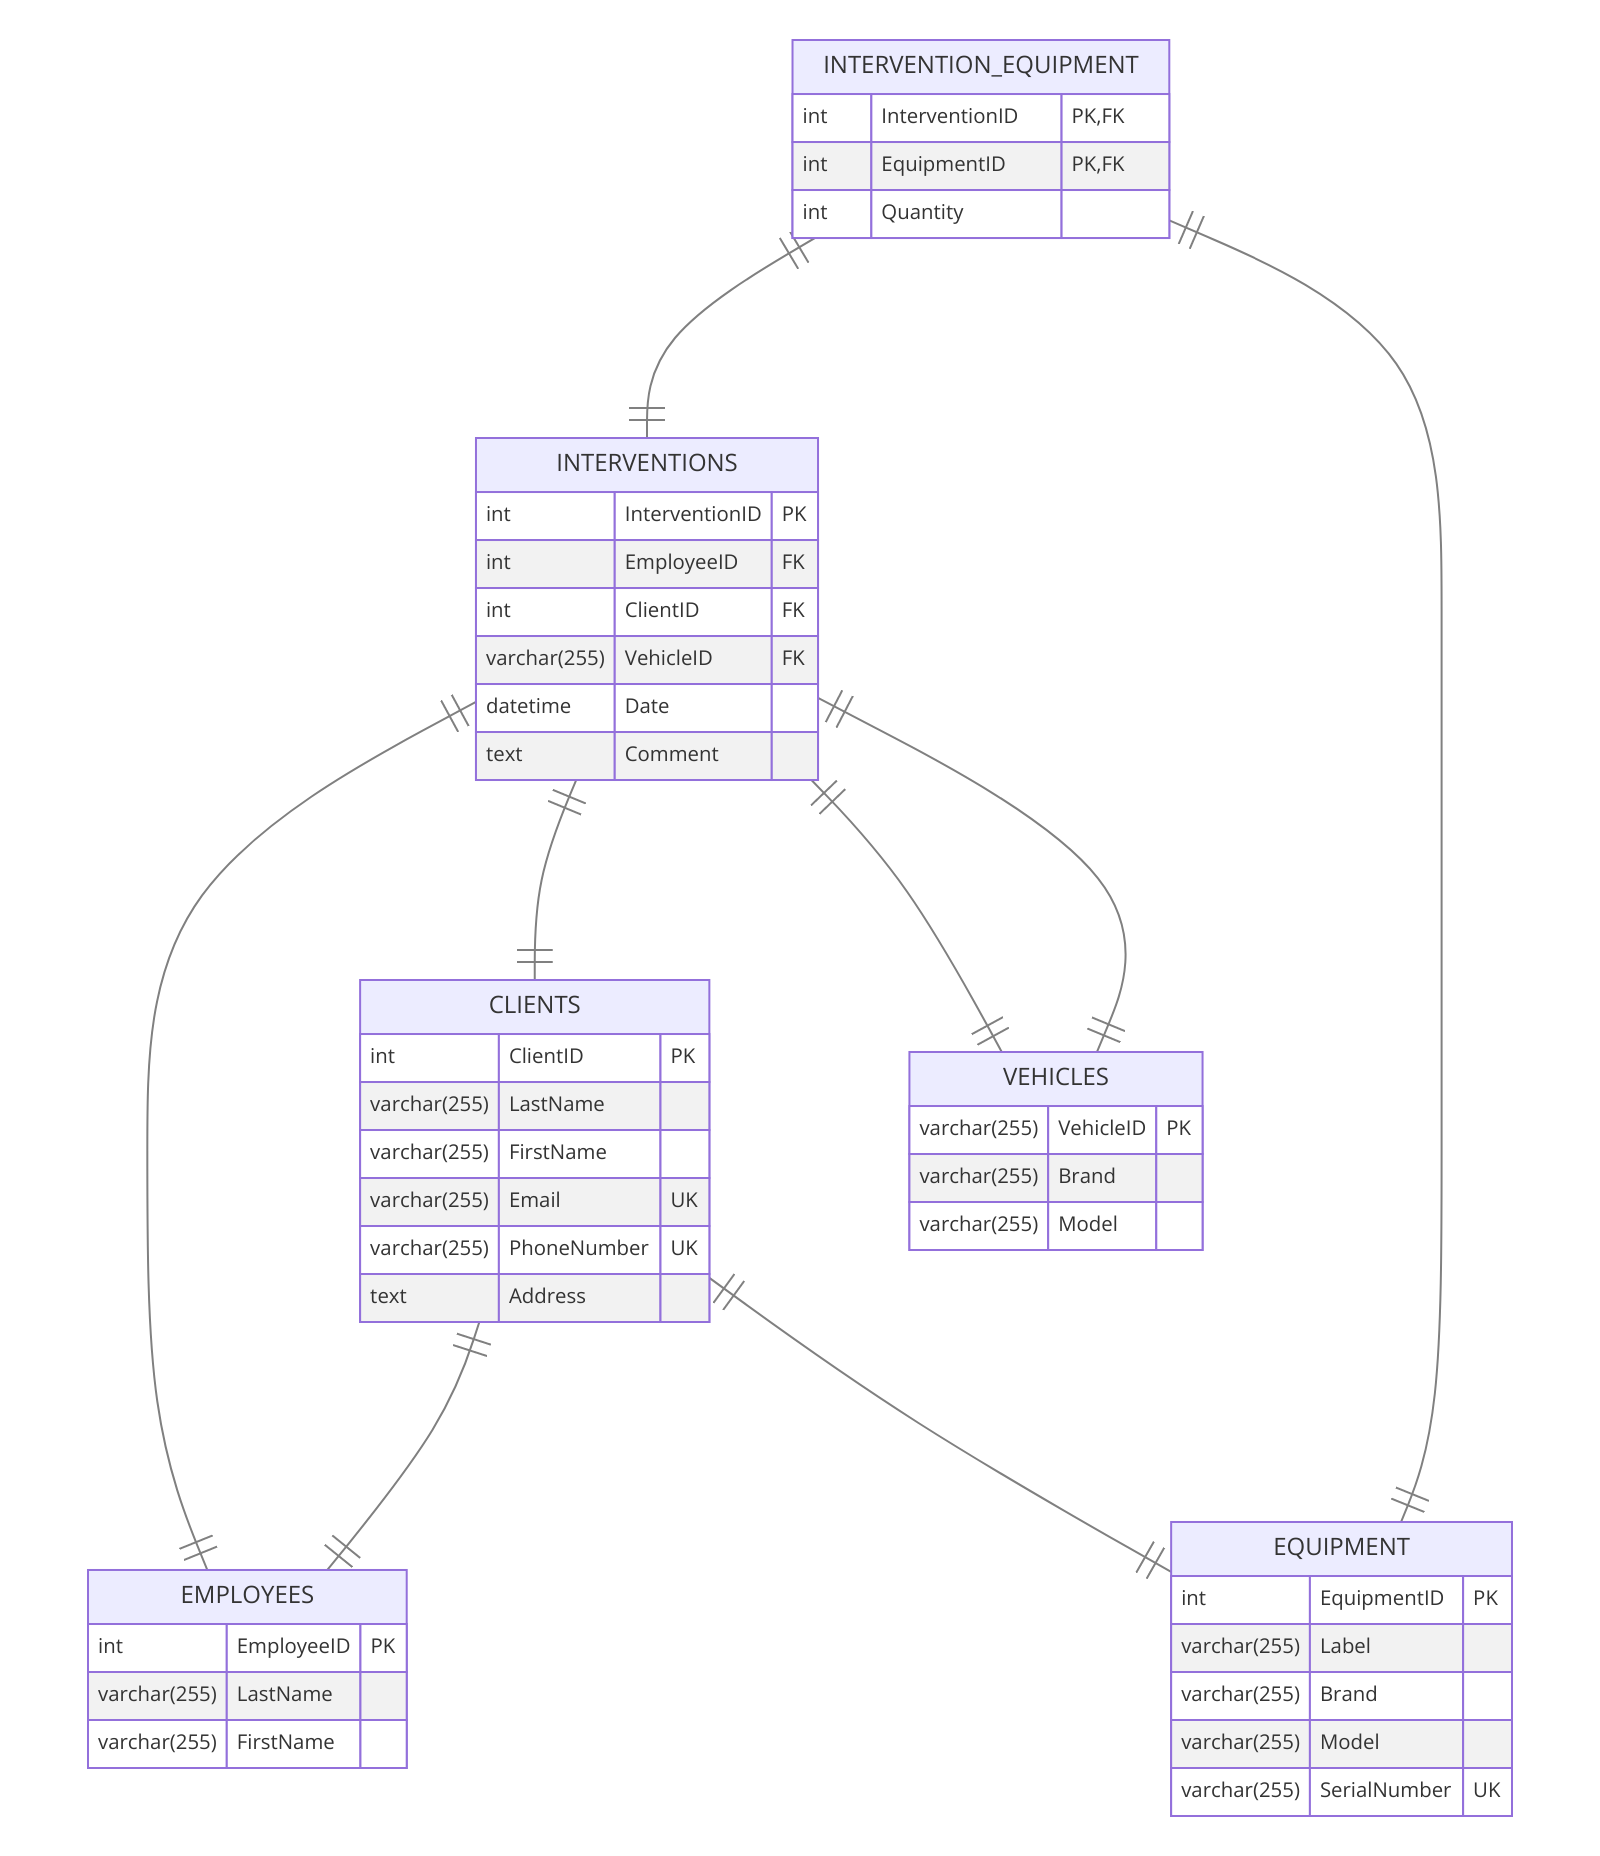 INTERVENTION_EQUIPMENT
int InterventionID PK,FK
int EquipmentID PK,FK
int Quantity
INTERVENTIONS
int InterventionID PK
int EmployeeID FK
int ClientID FK
varchar(255) VehicleID FK
datetime Date
text Comment
CLIENTS
int ClientID PK
varchar(255) LastName
varchar(255) FirstName
varchar(255) Email UK
varchar(255) PhoneNumber UK
text Address
VEHICLES
varchar(255) VehicleID PK
varchar(255) Brand
varchar(255) Model
EMPLOYEES
int EmployeeID PK
varchar(255) LastName
varchar(255) FirstName
EQUIPMENT
int EquipmentID PK
varchar(255) Label
varchar(255) Brand
varchar(255) Model
varchar(255) SerialNumber UK